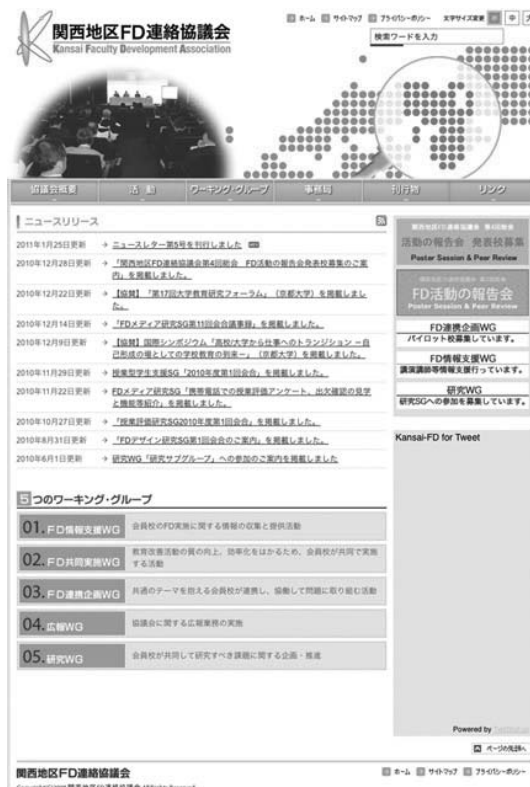 関西地区FD連絡協議会
Kansai Faculty Development Association
ホーム サイトマップ プライバシーポリシー 文字サイズ変更 中
検索ワードを入力
協議会概要 活動 ワーキング・グループ 事務局 刊行物 リンク
ニュースリリース
2011年1月25日更新 → ニュースレター第5号を刊行しました
2010年12月28日更新 → 「関西地区FD連絡協議会第4回総会 FD活動の報告会発表校募集のご案
内」を掲載しました。
2010年12月22日更新 → 【協賛】「第17回大学教育研究フォーラム」（京都大学）を掲載しまし
た。
2010年12月14日更新 → 「FDメディア研究SG第11回会合議事録」を掲載しました。
2010年12月9日更新 → 【協賛】国際シンポジウム「高校/大学から仕事へのトランジション －自
己形成の場としての学校教育の到来－」（京都大学）を掲載しました。
2010年11月29日更新 → 授業型学生支援SG「2010年度第1回会合」を掲載しました。
2010年11月22日更新 → FDメディア研究SG「携帯電話での授業評価アンケート、出欠確認の見学
と機能等紹介」を掲載しました。
2010年10月27日更新 → 「授業評価研究SG2010年度第1回会合」を掲載しました。
2010年8月31日更新 → 「FDデザイン研究SG第1回会合のご案内」を掲載しました。
2010年6月1日更新 → 研究WG「研究サブグループ」への参加のご案内を掲載しました
関西地区FD連絡協議会 第4回総会
活動の報告会 発表校募集
Poster Session & Peer Review
FD活動の報告会
Poster Session & Peer Review
FD連携企画WG
パイロット校募集しています。
FD情報支援WG
講演講師等情報支援行っています。
研究WG
研究SGへの参加を募集しています。
Kansai-FD for Tweet
5つのワーキング・グループ
01. FD情報支援WG 会員校のFD実施に関する情報の収集と提供活動
02. FD共同実施WG 教育改善活動の質の向上、効率化をはかるため、会員校が共同で実施
する活動
03. FD連携企画WG 共通のテーマを抱える会員校が連携し、協働して問題に取り組む活動
04. 広報WG 協議会に関する広報業務の実施
05. 研究WG 会員校が共同して研究すべき課題に関する企画・推進
Powered by
ページの先頭へ
関西地区FD連絡協議会
ホーム サイトマップ プライバシーポリシー